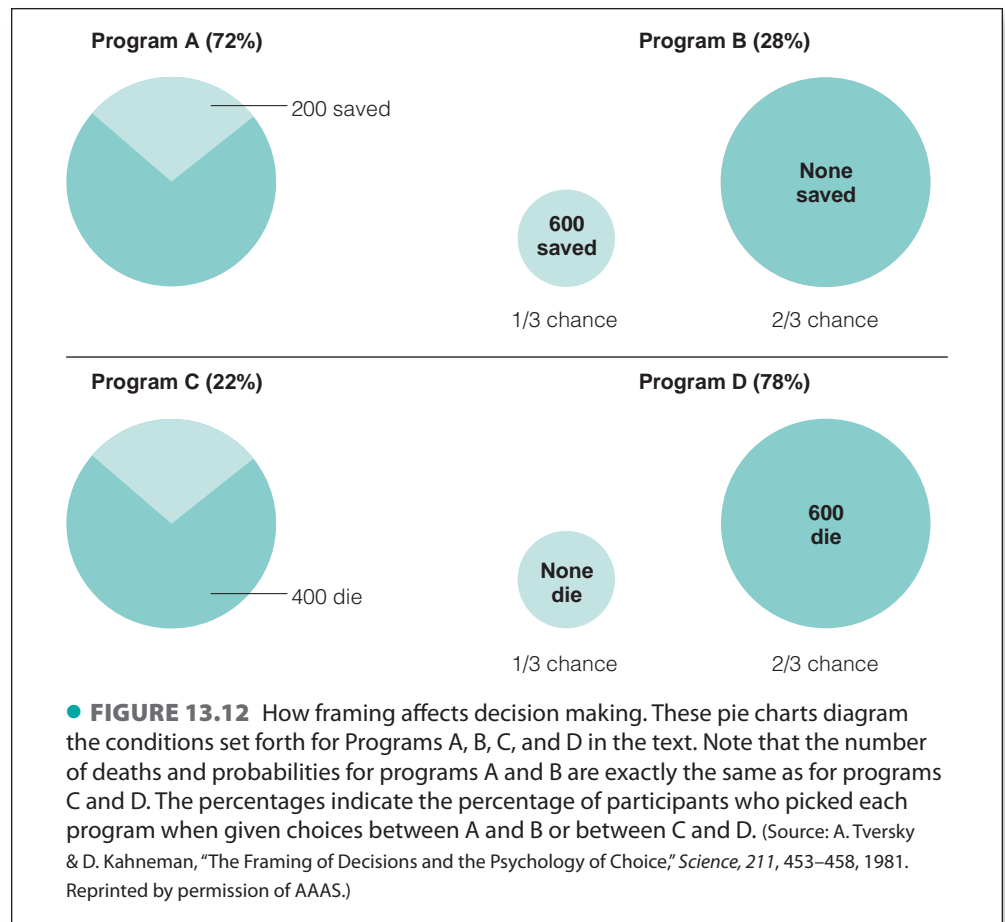 Program A (72%)
Program B (28%)
200 saved
600
saved
None
saved
1/3 chance
2/3 chance
Program C (22%)
Program D (78%)
400 die
None
die
600
die
1/3 chance
2/3 chance
● FIGURE 13.12 How framing affects decision making. These pie charts diagram
the conditions set forth for Programs A, B, C, and D in the text. Note that the number
of deaths and probabilities for programs A and B are exactly the same as for programs
C and D. The percentages indicate the percentage of participants who picked each
program when given choices between A and B or between C and D. (Source: A. Tversky
& D. Kahneman, “The Framing of Decisions and the Psychology of Choice,” Science, 211, 453–458, 1981.
Reprinted by permission of AAAS.)